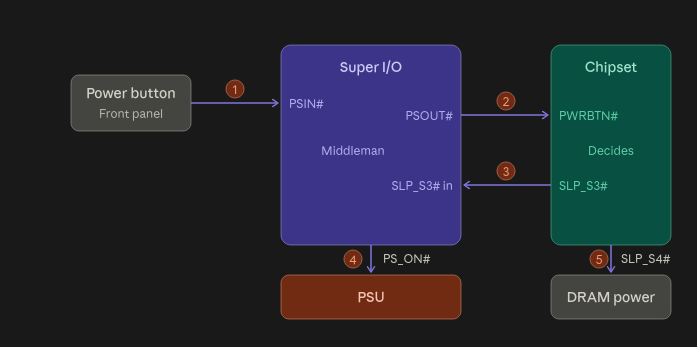 Super I/O
Chipset
Power button
Front panel
1
PSIN#
PSOUT#
2
PWRBTN#
Middleman
Decides
3
SLP_S3# in
SLP_S3#
4
PS_ON#
5
SLP_S4#
PSU
DRAM power